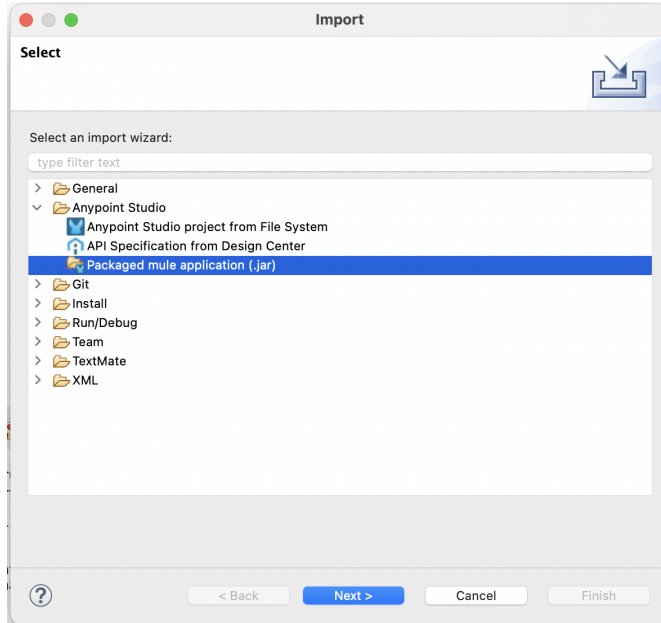 Import
Select
Select an import wizard:
type filter text
General
Anypoint Studio
Anypoint Studio project from File System
API Specification from Design Center
Packaged mule application (.jar)
Git
Install
Run/Debug
Team
TextMate
XML
?
< Back
Next >
Cancel
Finish